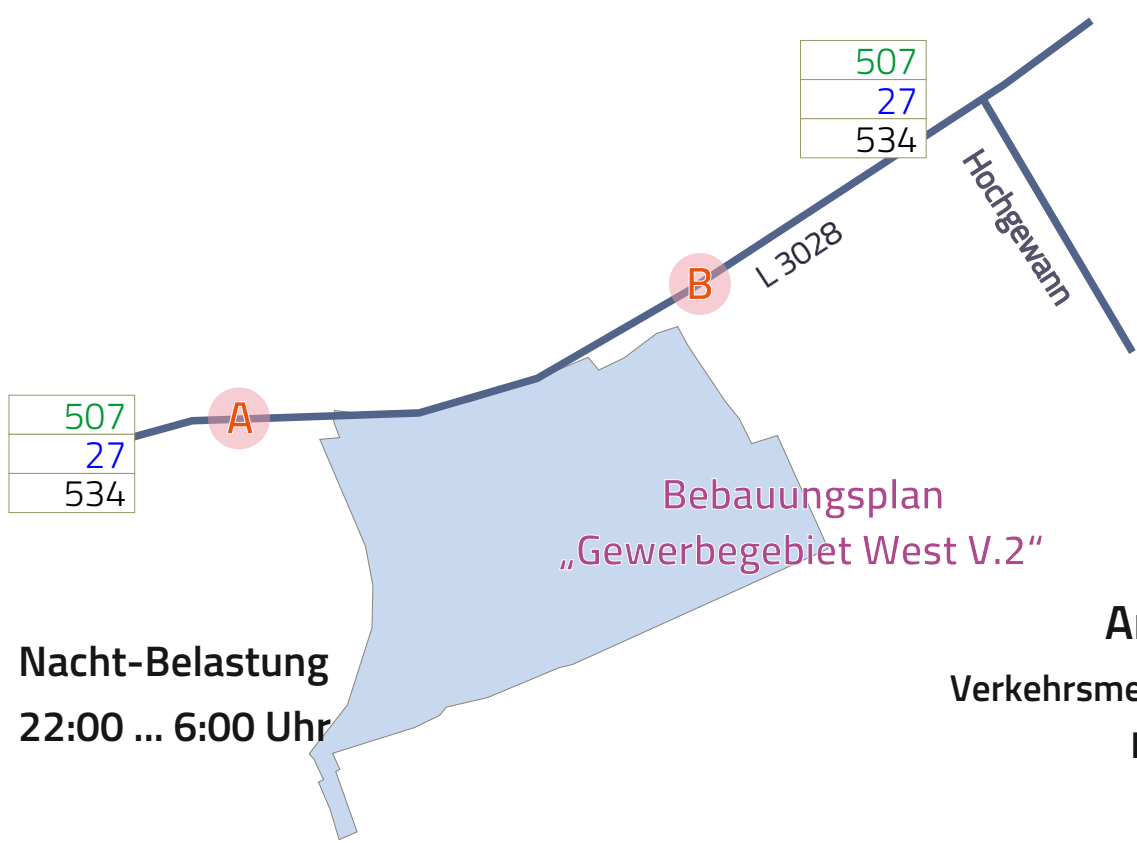 507
27
534
Hochgewann
L 3028
B
A
507
27
534
Bebauungsplan
„Gewerbegebiet West V.2“
Nacht-Belastung
22:00 ... 6:00 Uhr